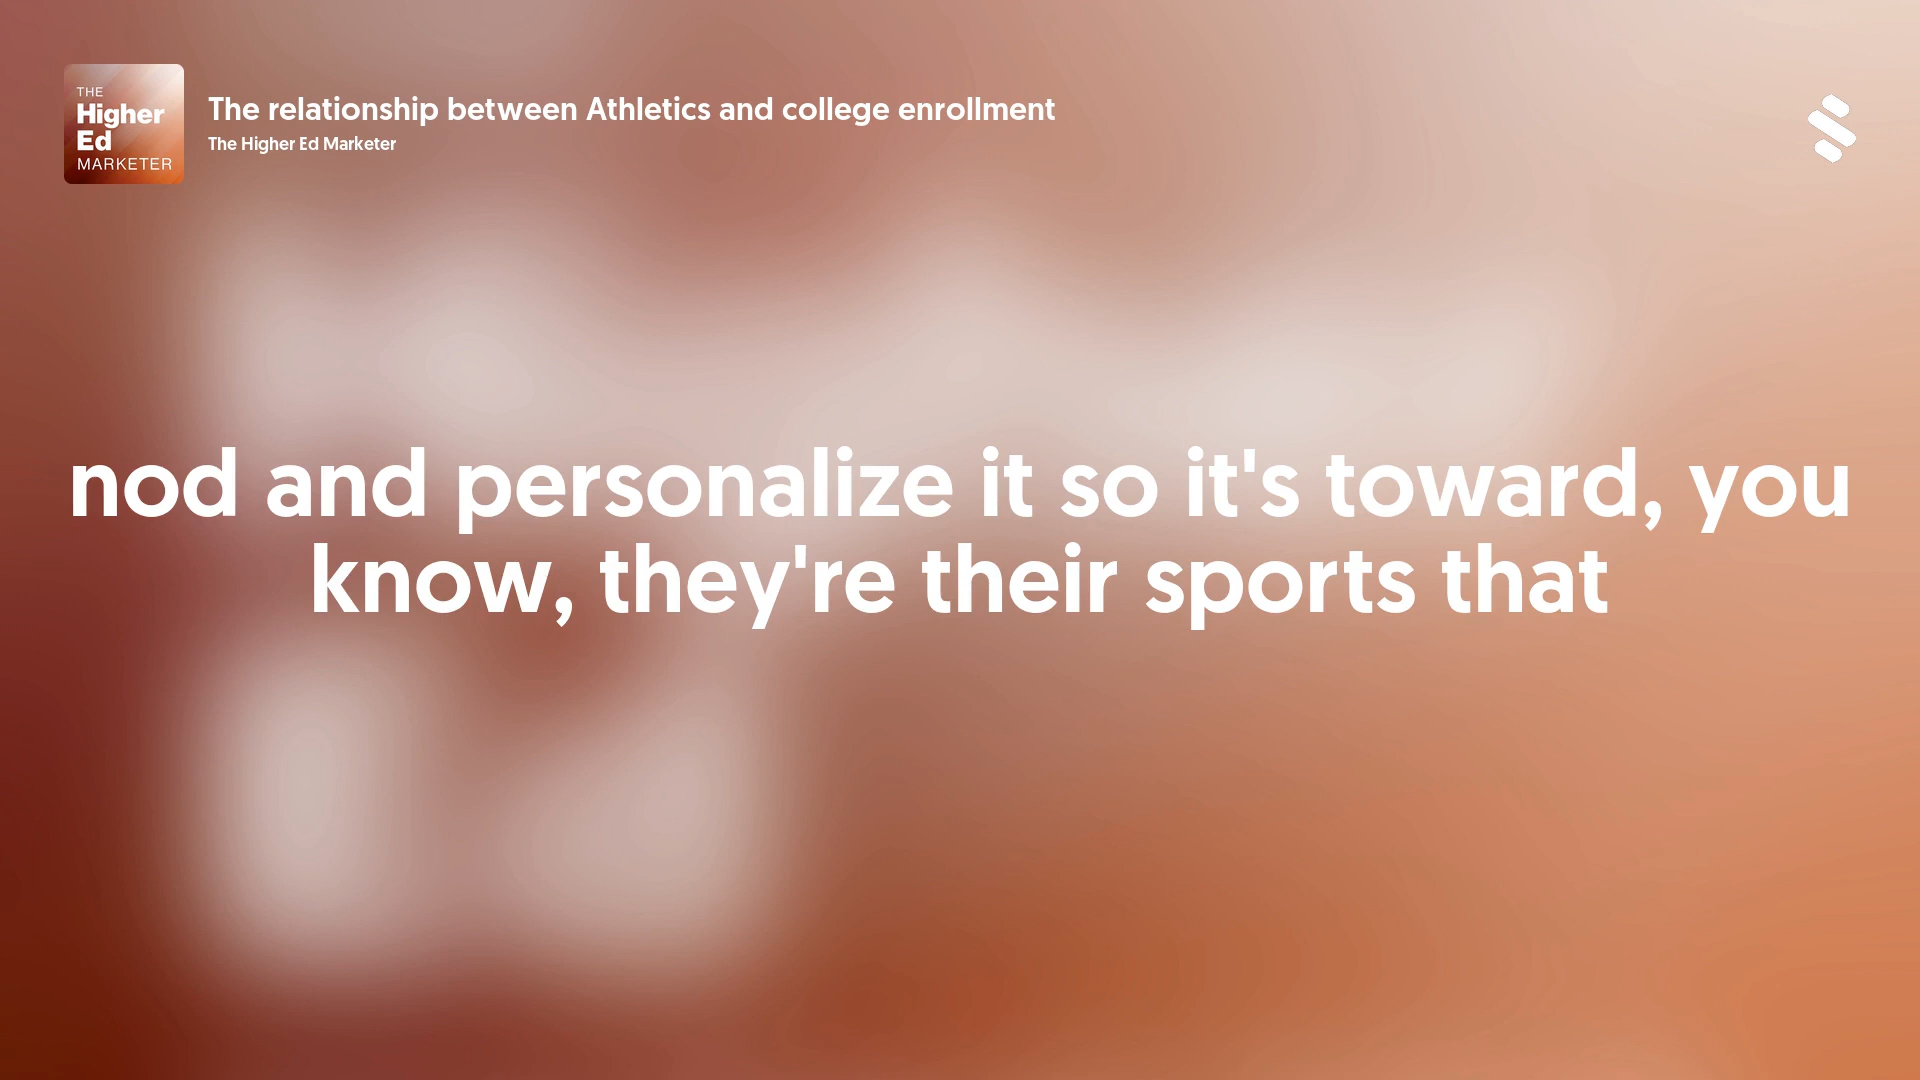 THE
Higher
Ed
MARKETER
The relationship between Athletics and college enrollment
The Higher Ed Marketer
nod and personalize it so it's toward, you
know, they're their sports that